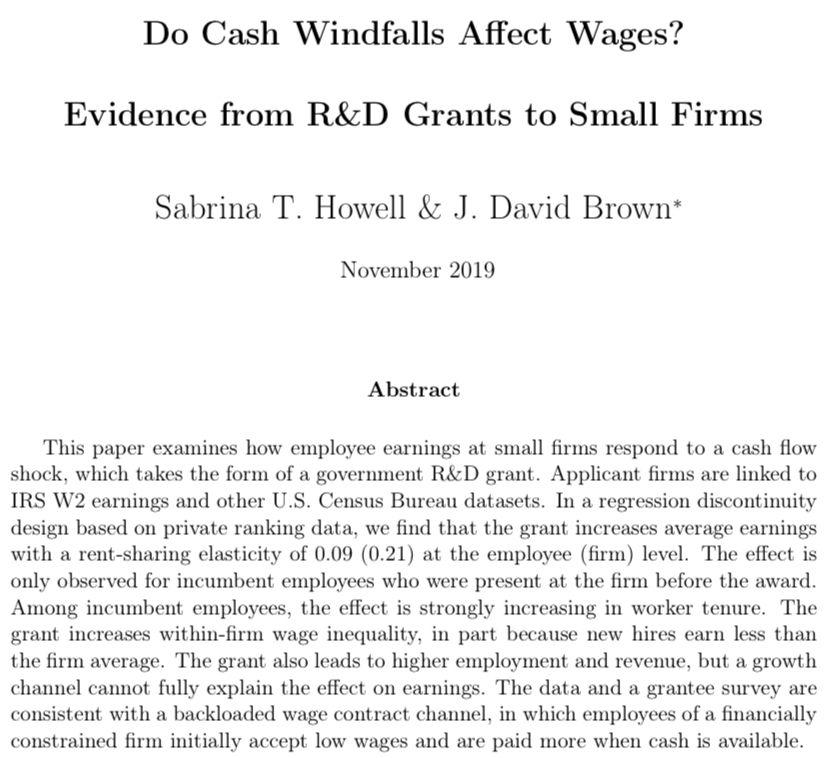 Do Cash Windfalls Affect Wages?
Evidence from R&D Grants to Small Firms
Sabrina T. Howell & J. David Brown*
November 2019
Abstract
This paper examines how employee earnings at small firms respond to a cash flow
shock, which takes the form of a government R&D grant. Applicant firms are linked to
IRS W2 earnings and other U.S. Census Bureau datasets. In a regression discontinuity
design based on private ranking data, we find that the grant increases average earnings
with a rent-sharing elasticity of 0.09 (0.21) at the employee (firm) level. The effect is
only observed for incumbent employees who were present at the firm before the award.
Among incumbent employees, the effect is strongly increasing in worker tenure. The
grant increases within-firm wage inequality, in part because new hires earn less than
the firm average. The grant also leads to higher employment and revenue, but a growth
channel cannot fully explain the effect on earnings. The data and a grantee survey are
consistent with a backloaded wage contract channel, in which employees of a financially
constrained firm initially accept low wages and are paid more when cash is available.